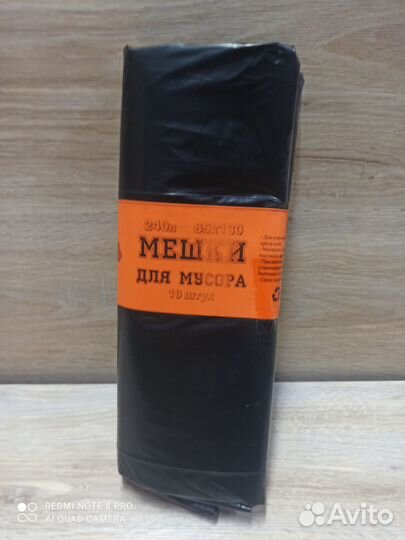 240л 85х130
МЕШКИ
ДЛЯ МУСОРА
10 штук
REDMI NOTE 8 PRO
AI QUAD CAMERA
Avito